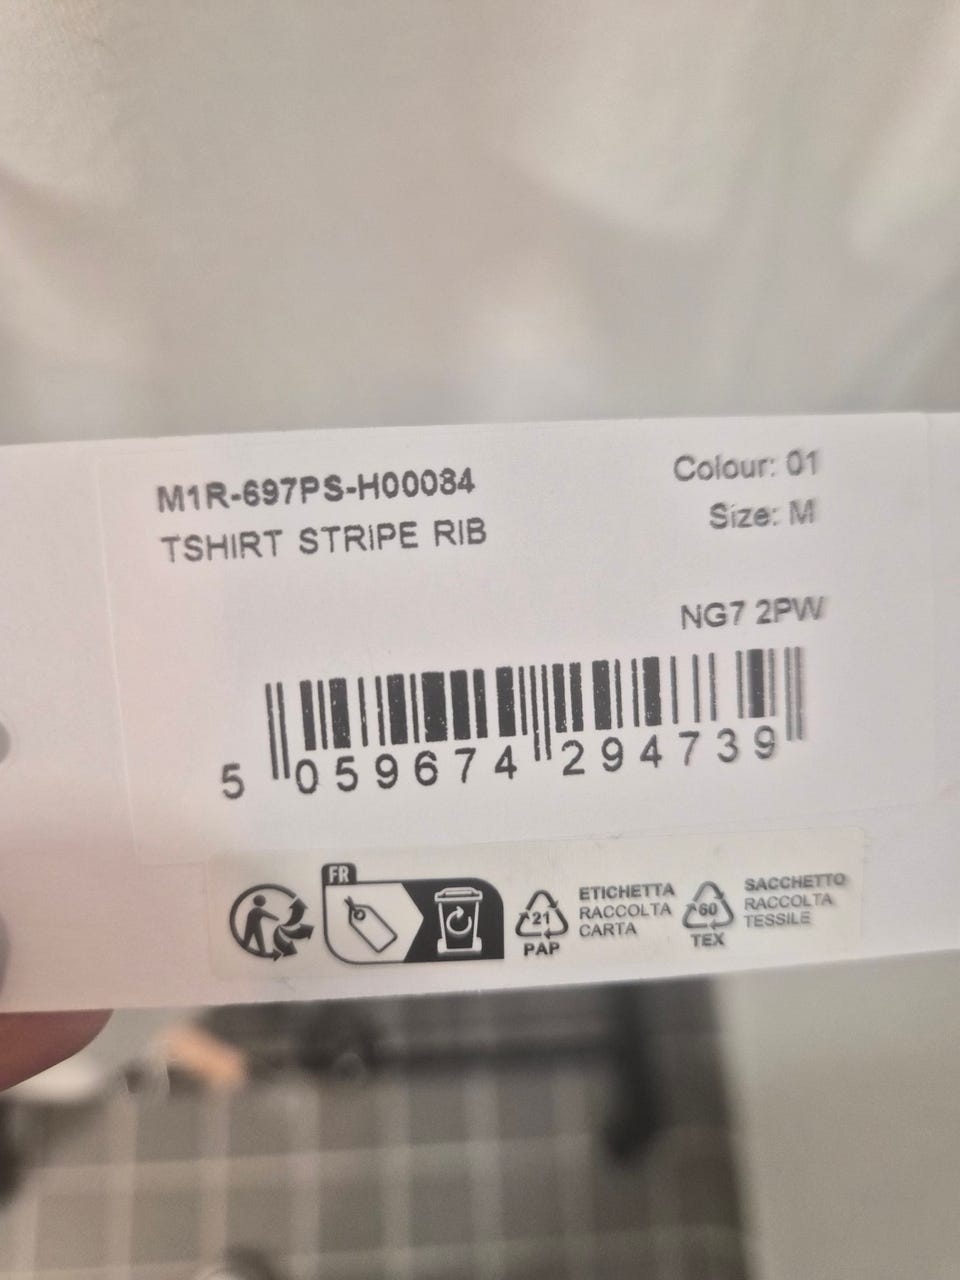 M1R-697PS-H00084
TSHIRT STRIPE RIB
Colour: 01
Size: M
NG7 2PW
5 059674 294739
FR
21
PAP
ETICHETTA
RACCOLTA
CARTA
60
TEX
SACCHETTO
RACCOLTA
TESSILE